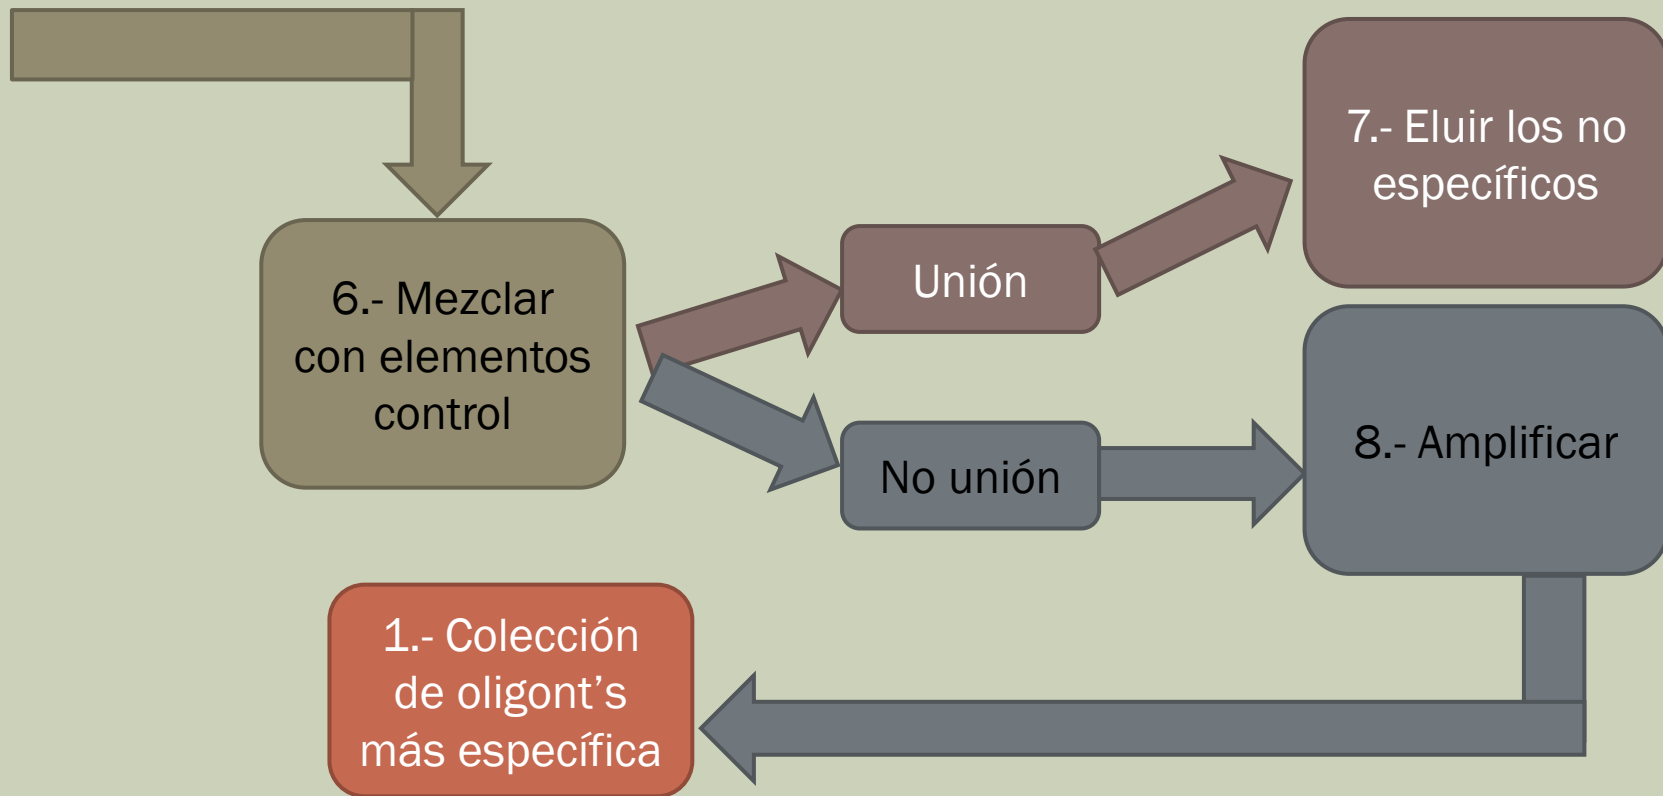 6.- Mezclar
con elementos
control
Unión
7.- Eluir los no
específicos
No unión
8.- Amplificar
1.- Colección
de oligont’s
más específica